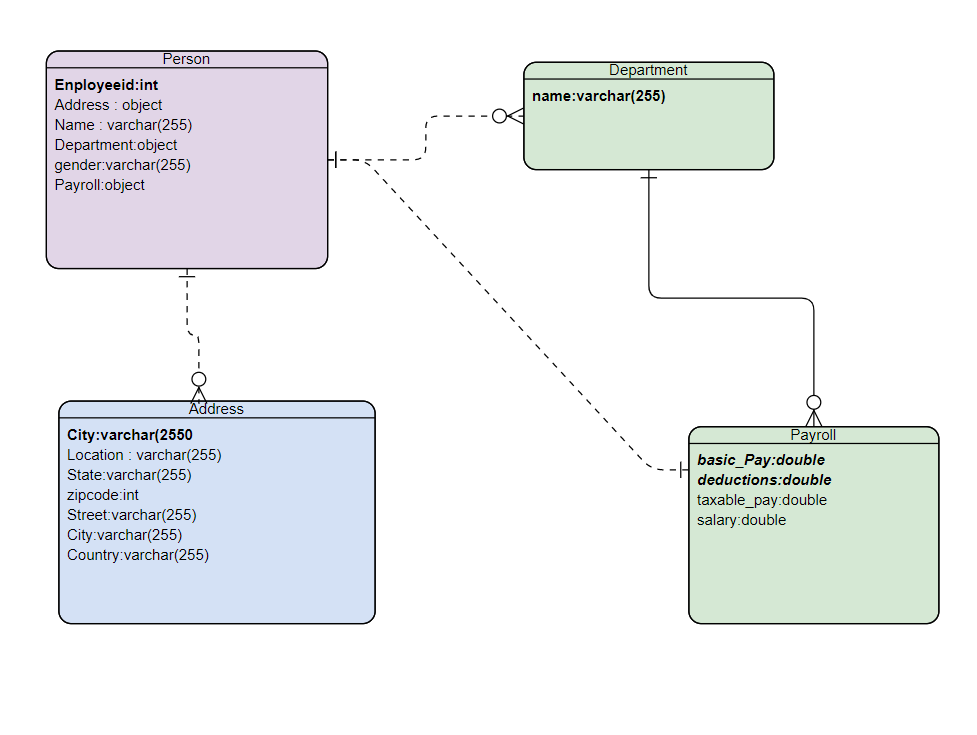 Person
Enployeeid:int
Address : object
Name : varchar(255)
Department:object
gender:varchar(255)
Payroll:object
Department
name:varchar(255)
Address
City:varchar(2550
Location : varchar(255)
State:varchar(255)
zipcode:int
Street:varchar(255)
City:varchar(255)
Country:varchar(255)
Payroll
basic_Pay:double
deductions:double
taxable_pay:double
salary:double